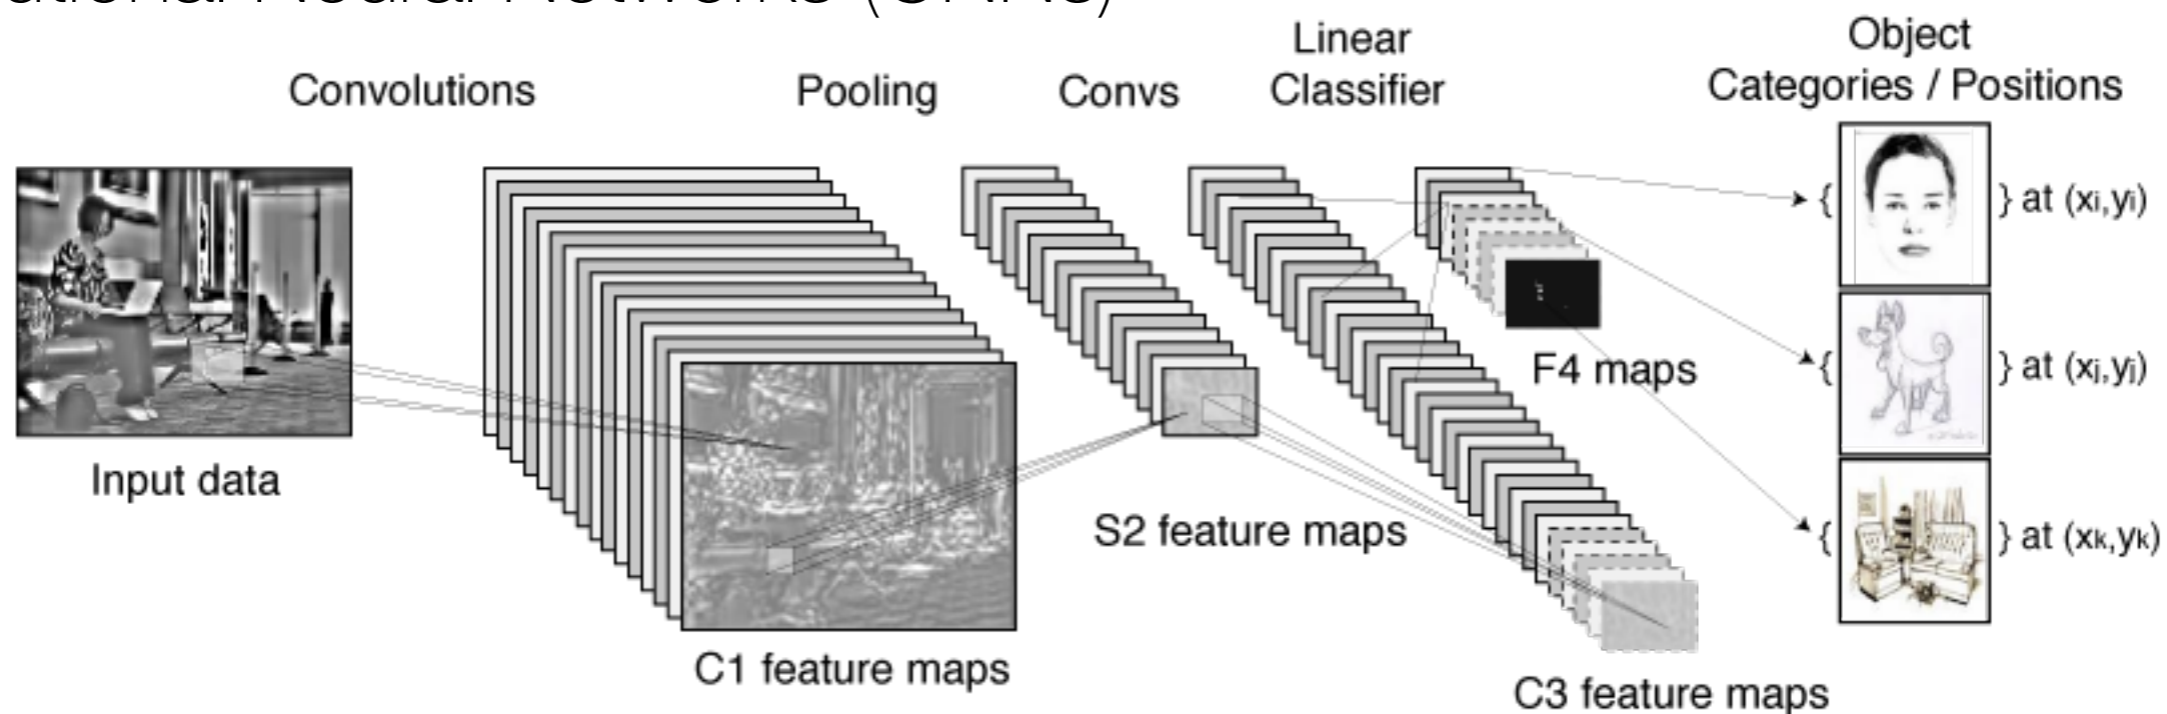 (CNNs)
Convolutions
Pooling
Convs
Linear
Classifier
Object
Categories / Positions
{ } at (xi,yi)
{ } at (xj,yj)
{ } at (xk,yk)
Input data
C1 feature maps
S2 feature maps
C3 feature maps
F4 maps